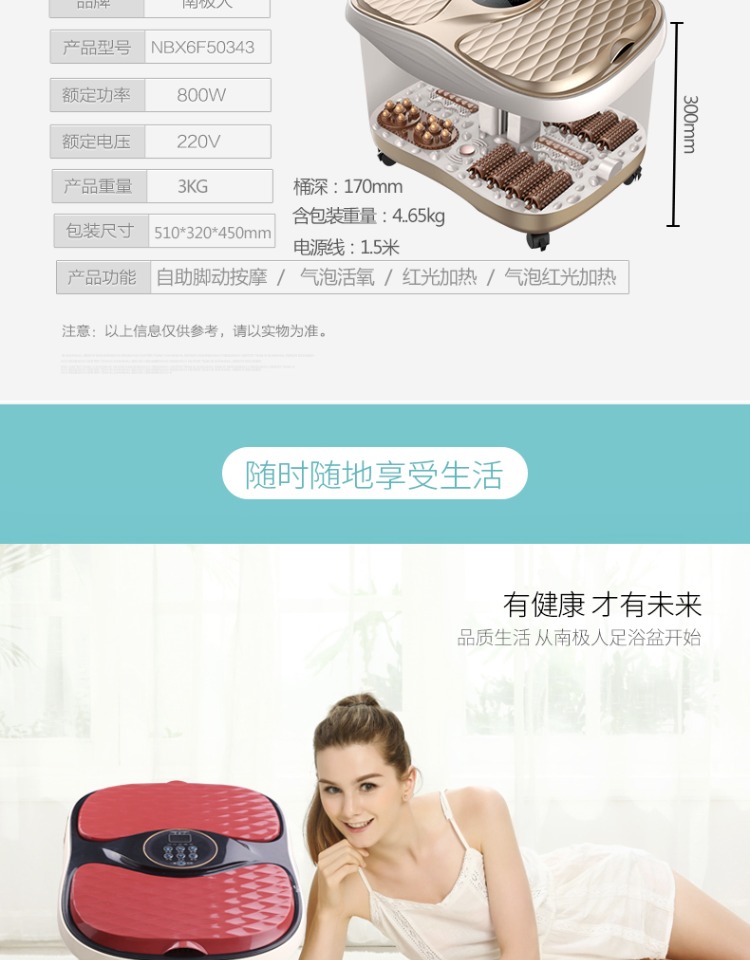 品牌 南极人
产品型号 NBX6F50343
额定功率 800W
额定电压 220V
产品重量 3KG
包装尺寸 510*320*450mm
300mm
桶深：170mm
含包装重量：4.65kg
电源线：1.5米
产品功能 自助脚动按摩 / 气泡活氧 / 红光加热 / 气泡红光加热
注意：以上信息仅供参考，请以实物为准。
随时随地享受生活
有健康 才有未来
品质生活 从南极人足浴盆开始